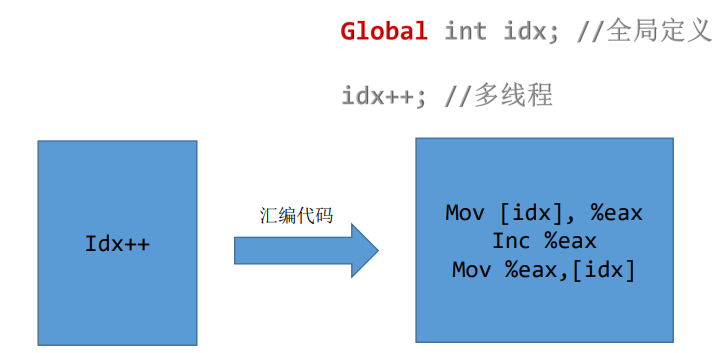 Global int idx; //全局定义
idx++; //多线程
Idx++
汇编代码
Mov [idx], %eax
Inc %eax
Mov %eax,[idx]